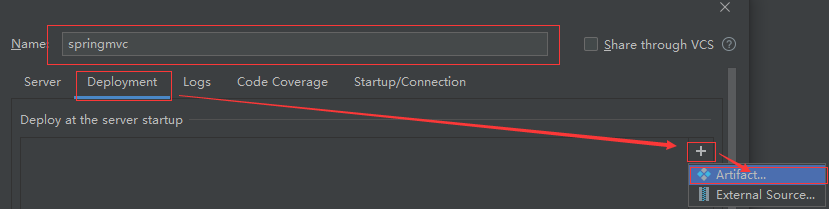 Name: springmvc Share through VCS ?
Server Deployment Logs Code Coverage Startup/Connection
Deploy at the server startup
+
Artifact...
External Source...